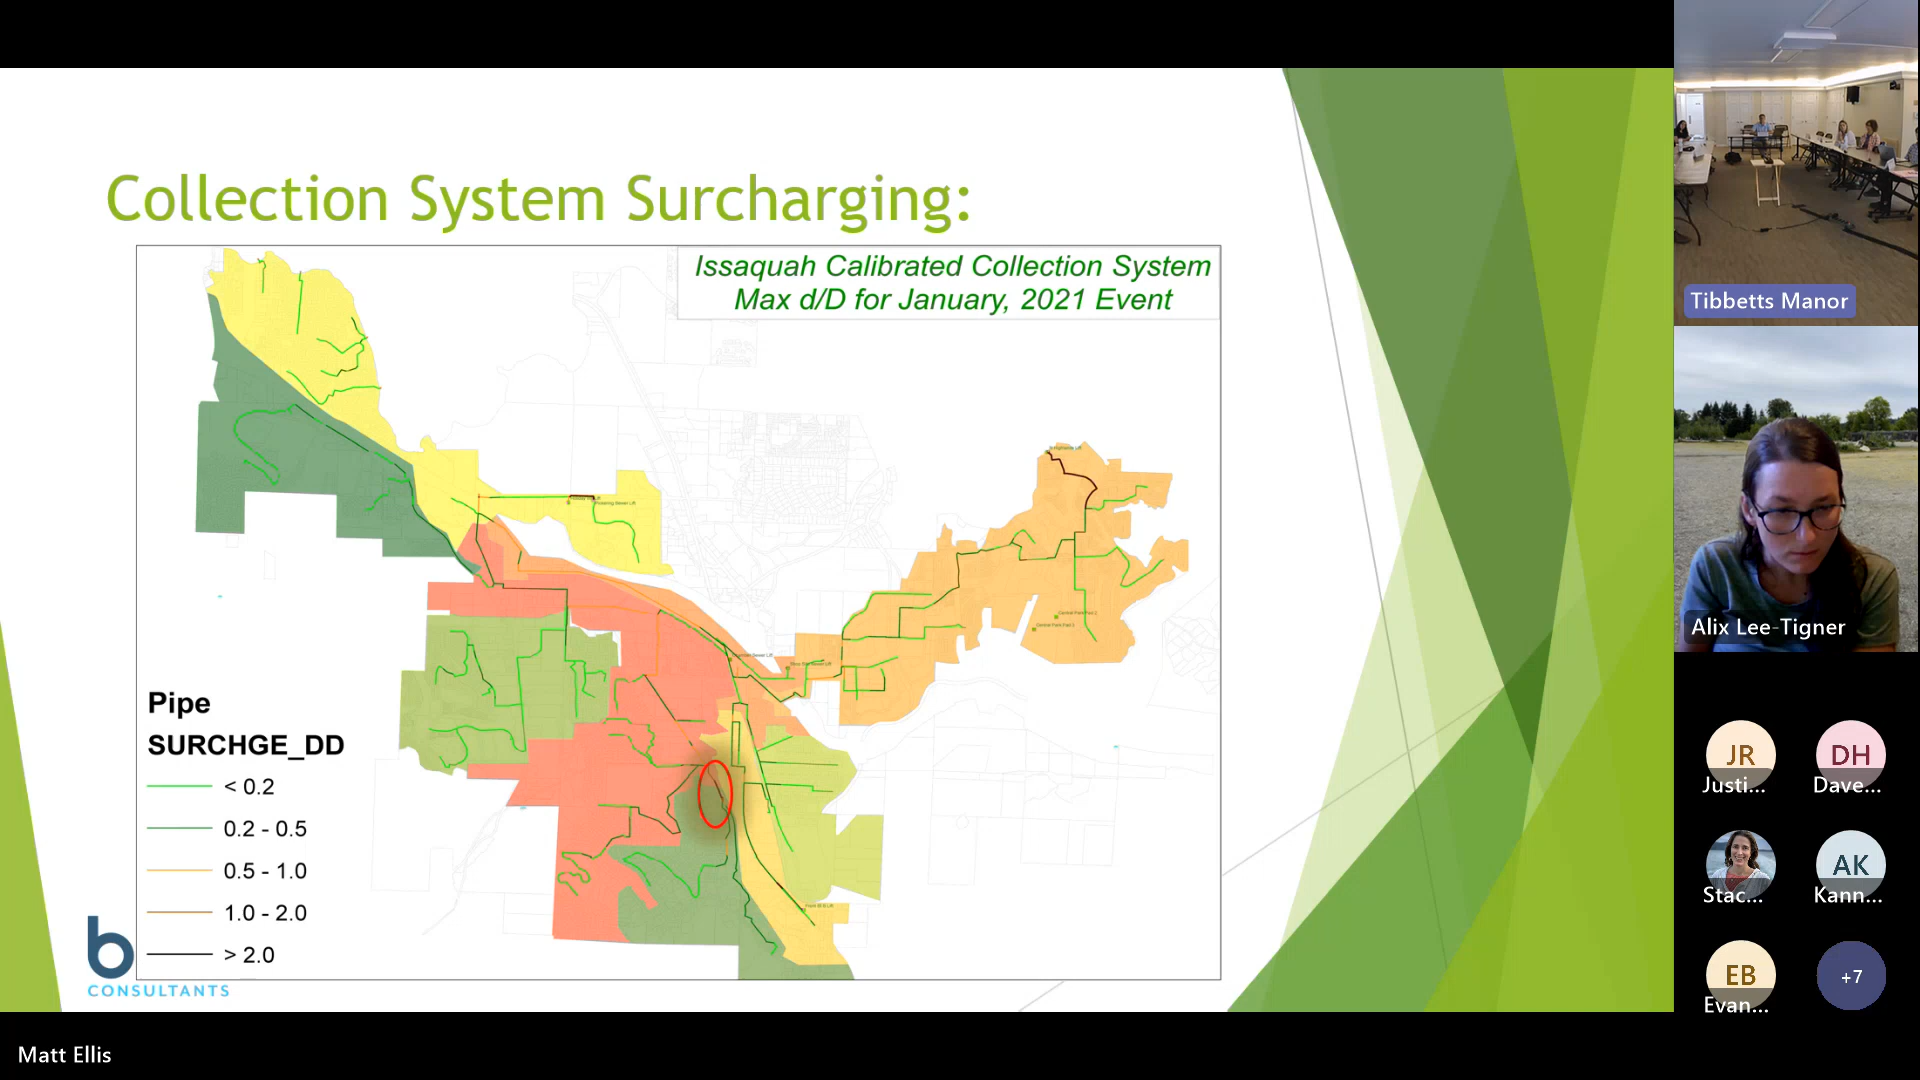 Collection System Surcharging:
Issaquah Calibrated Collection System
Max d/D for January, 2021 Event
Pipe
SURCHGE_DD
< 0.2
0.2 - 0.5
0.5 - 1.0
1.0 - 2.0
> 2.0
b
CONSULTANTS
Matt Ellis
Tibbetts Manor
Alix Lee-Tigner
JR
Justi...
DH
Dave...
Stac...
AK
Kann...
EB
Evan...
+7